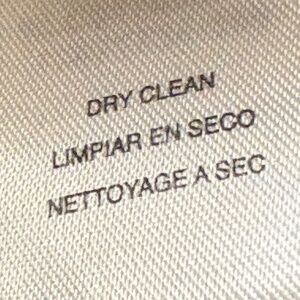 DRY CLEAN
LIMPIAR EN SECO
NETTOYAGE A SEC